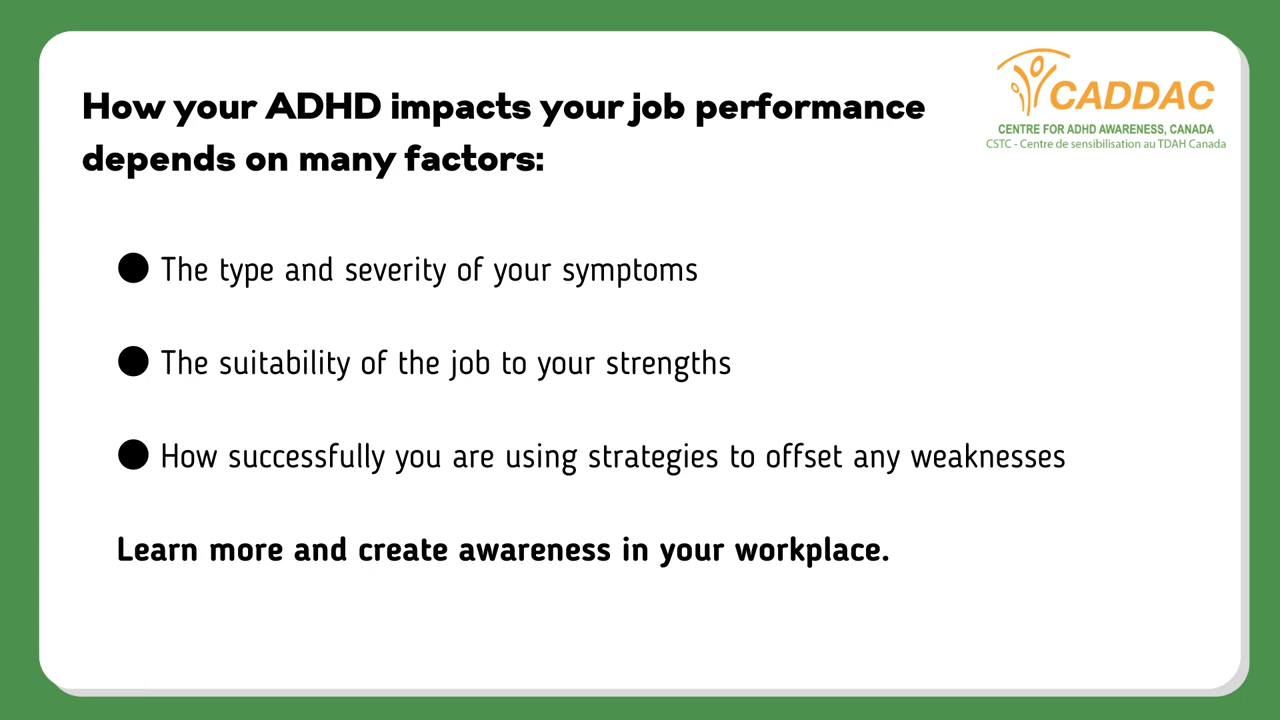 How your ADHD impacts your job performance
depends on many factors:
CADDAC
CENTRE FOR ADHD AWARENESS, CANADA
CSTC - Centre de sensibilisation au TDAH Canada
● The type and severity of your symptoms
● The suitability of the job to your strengths
● How successfully you are using strategies to offset any weaknesses
Learn more and create awareness in your workplace.